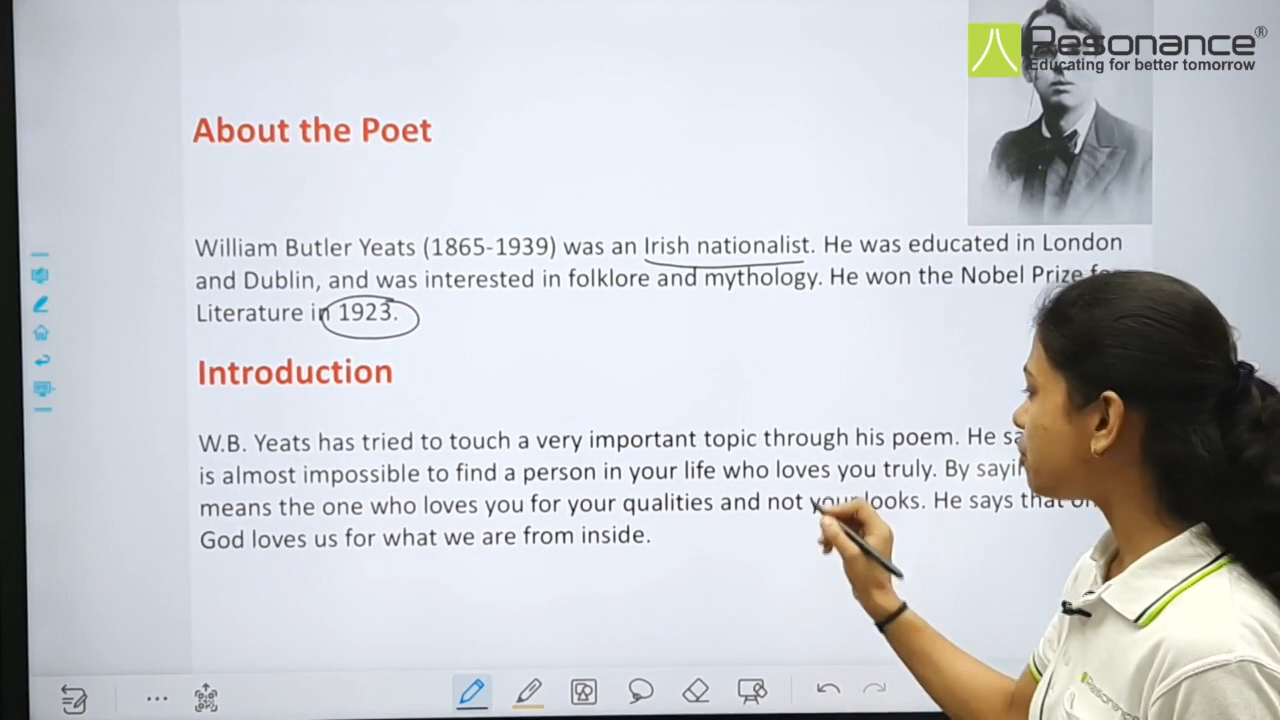 Resonance®
Educating for better tomorrow
About the Poet
William Butler Yeats (1865-1939) was an Irish nationalist. He was educated in London
and Dublin, and was interested in folklore and mythology. He won the Nobel Prize for
Literature in 1923.
Introduction
W.B. Yeats has tried to touch a very important topic through his poem. He
is almost impossible to find a person in your life who loves you truly. By
means the one who loves you for your qualities and not your looks. He says that
God loves us for what we are from inside.
Resonance